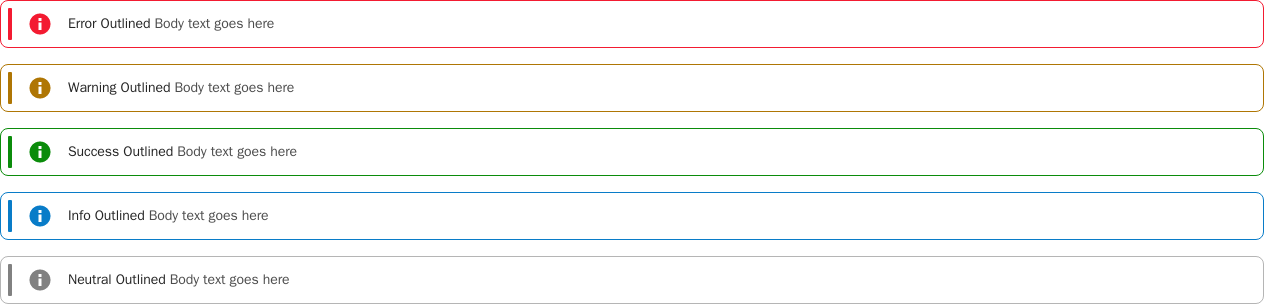 Error Outlined Body text goes here
Warning Outlined Body text goes here
Success Outlined Body text goes here
Info Outlined Body text goes here
Neutral Outlined Body text goes here